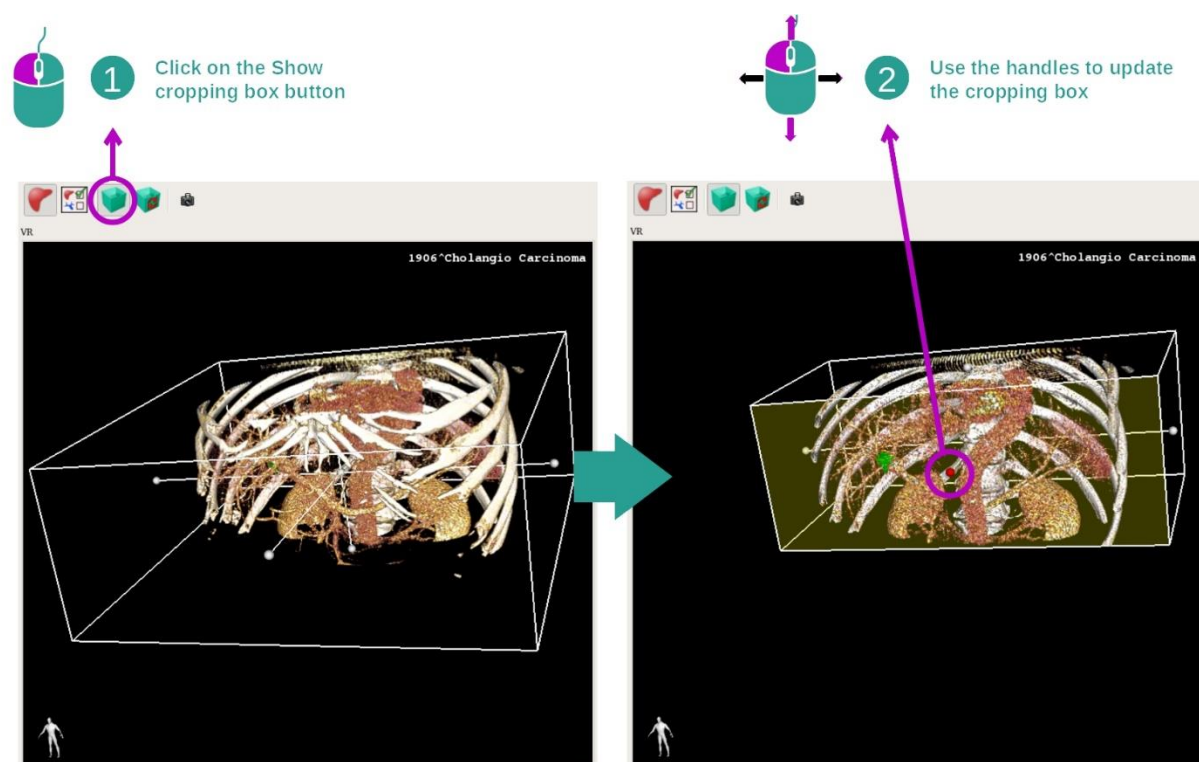 1
Click on the Show
cropping box button
2
Use the handles to update
the cropping box
VR
1906^Cholangio Carcinoma
VR
1906^Cholangio Carcinoma